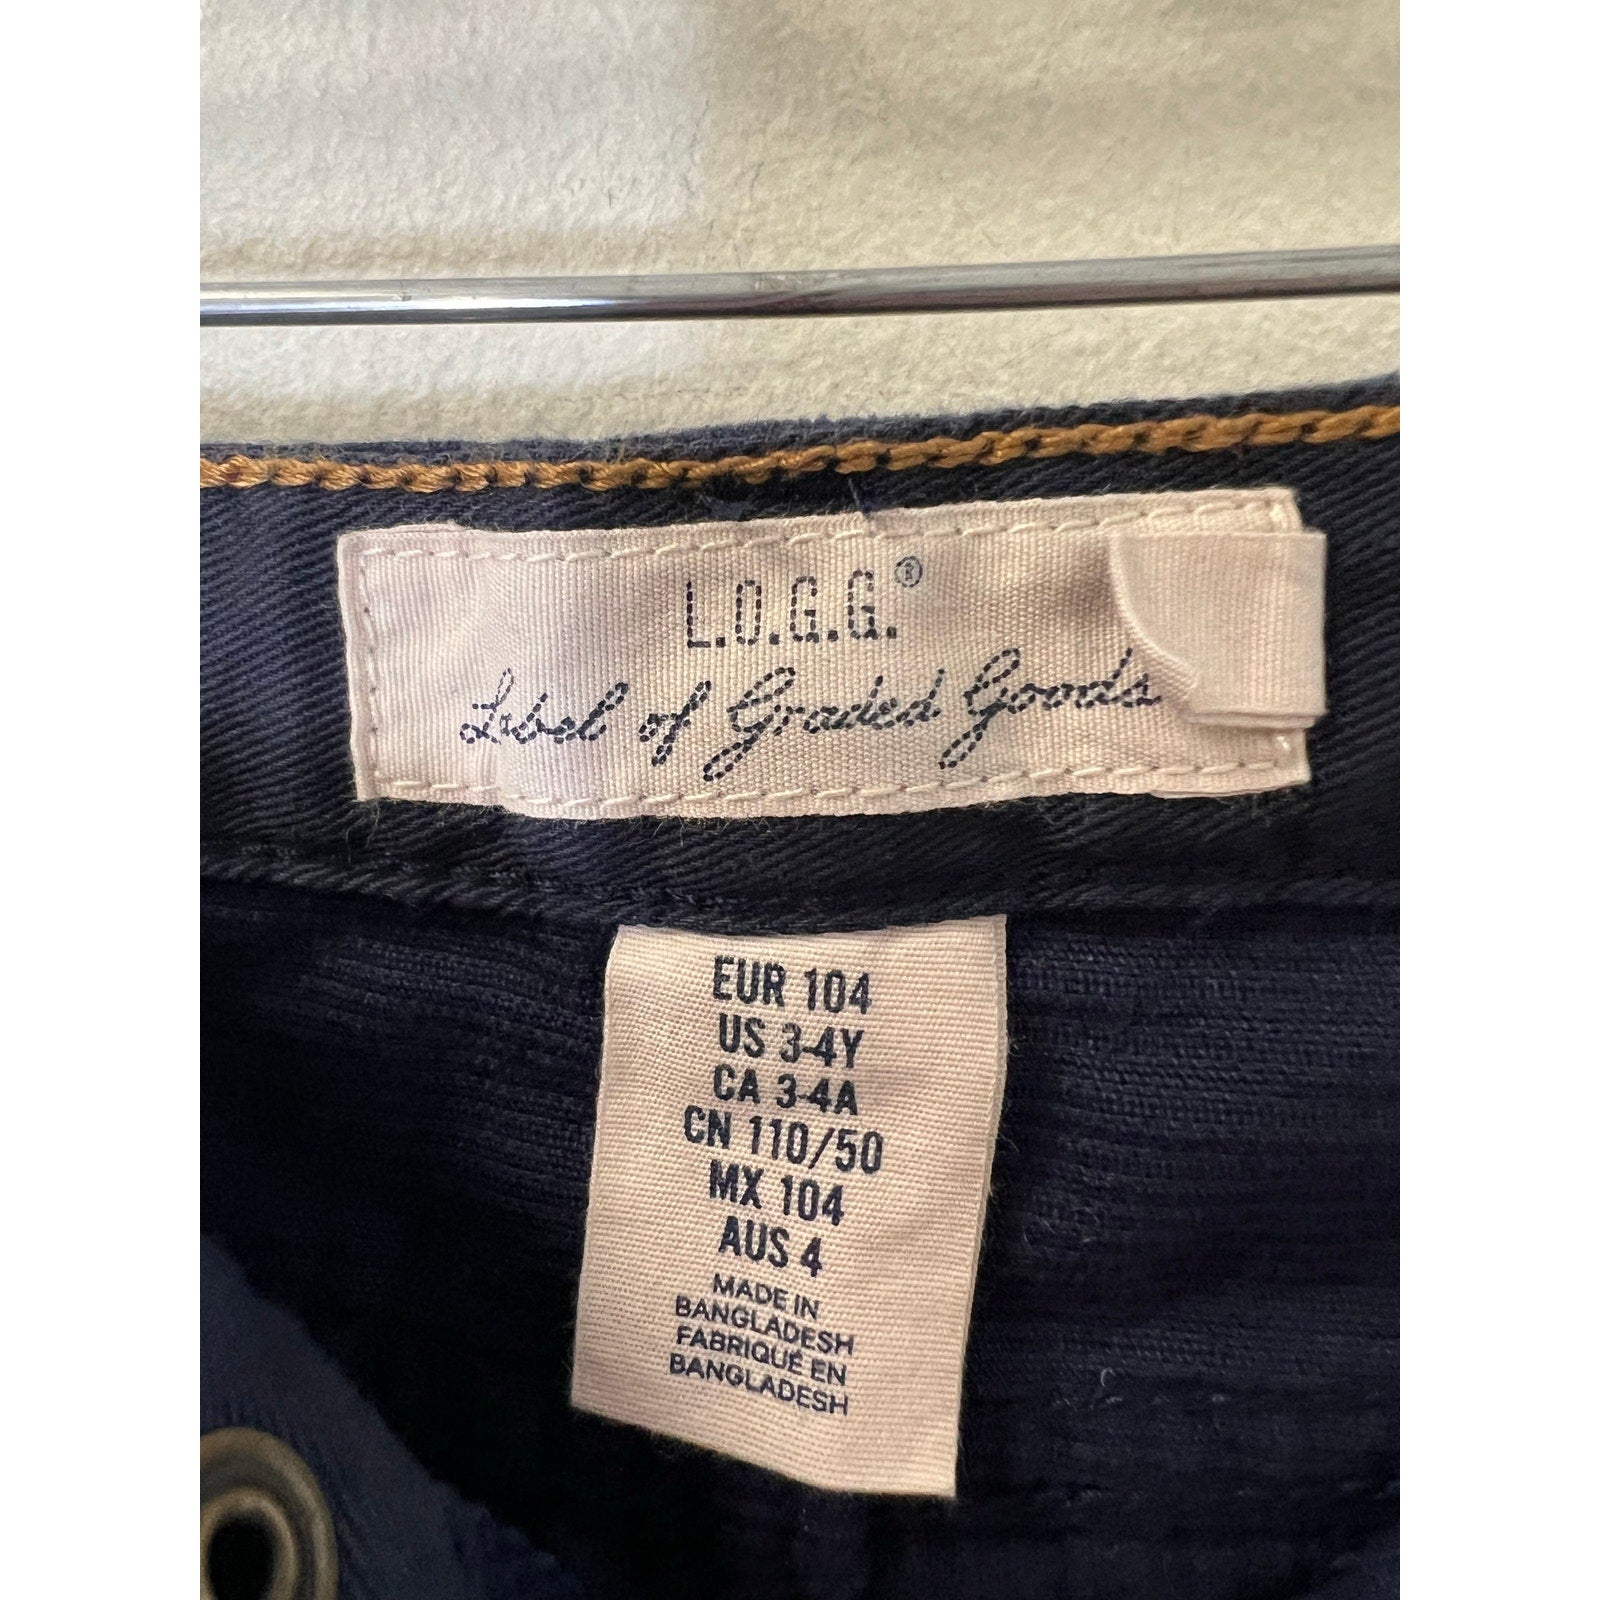 L.O.G.G.®
Label of Graded Goods
EUR 104
US 3-4Y
CA 3-4A
CN 110/50
MX 104
AUS 4
MADE IN
BANGLADESH
FABRIQUÉ EN
BANGLADESH